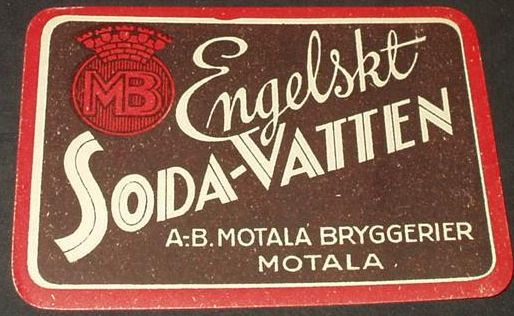 MB
Engelskt
SODA-VATTEN
A.-B. MOTALA BRYGGERIER
MOTALA